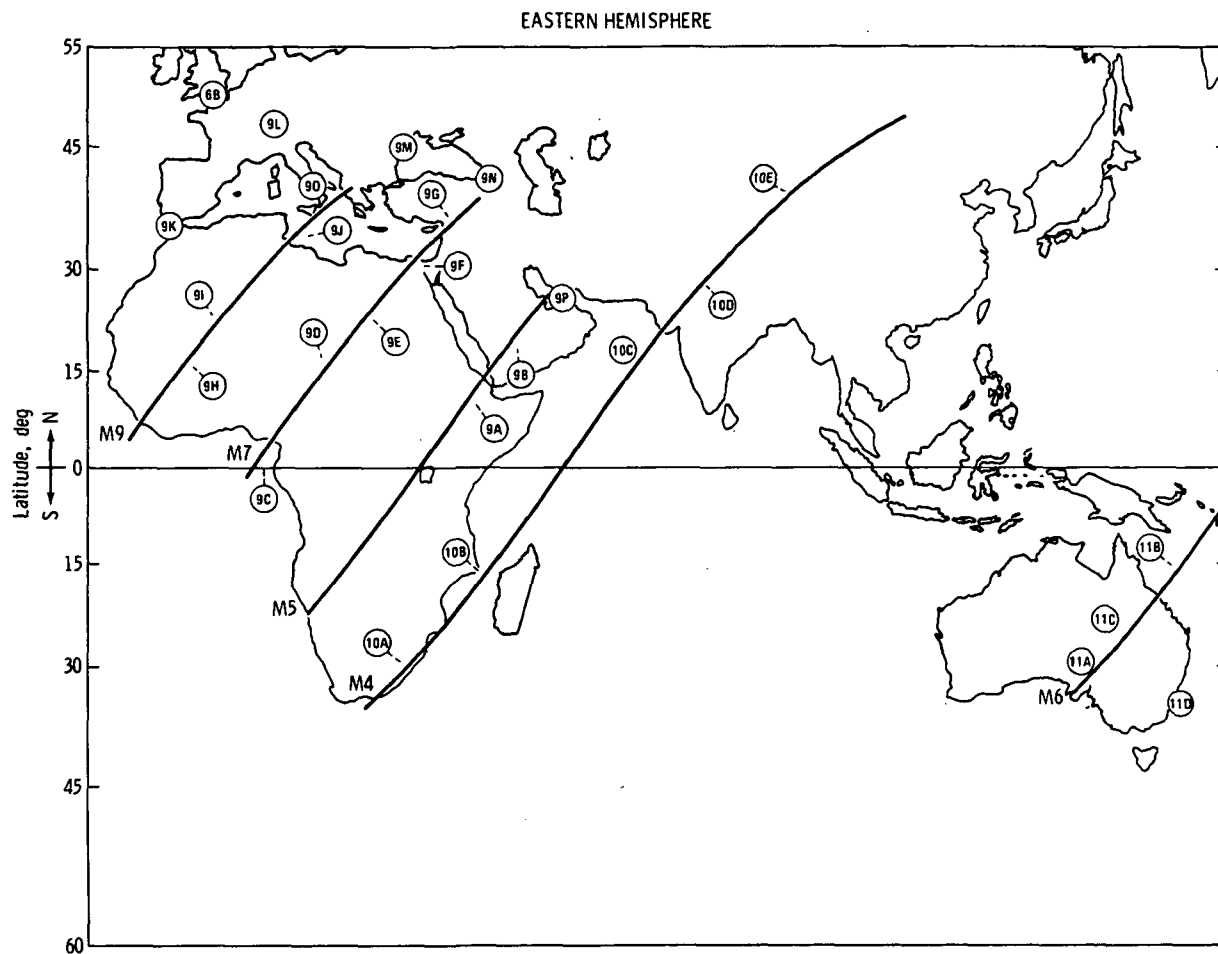 EASTERN HEMISPHERE
55
6B
9L
45
9M
10E
9O
9N
9G
9K
9J
30
9F
9I
9P
10D
9D
9E
10C
15
9H
9B
M9
9A
M7
Latitude, deg
S N
0
9C
10B
11B
15
M5
11C
10A
30
11A
M4
M6
11D
45
60